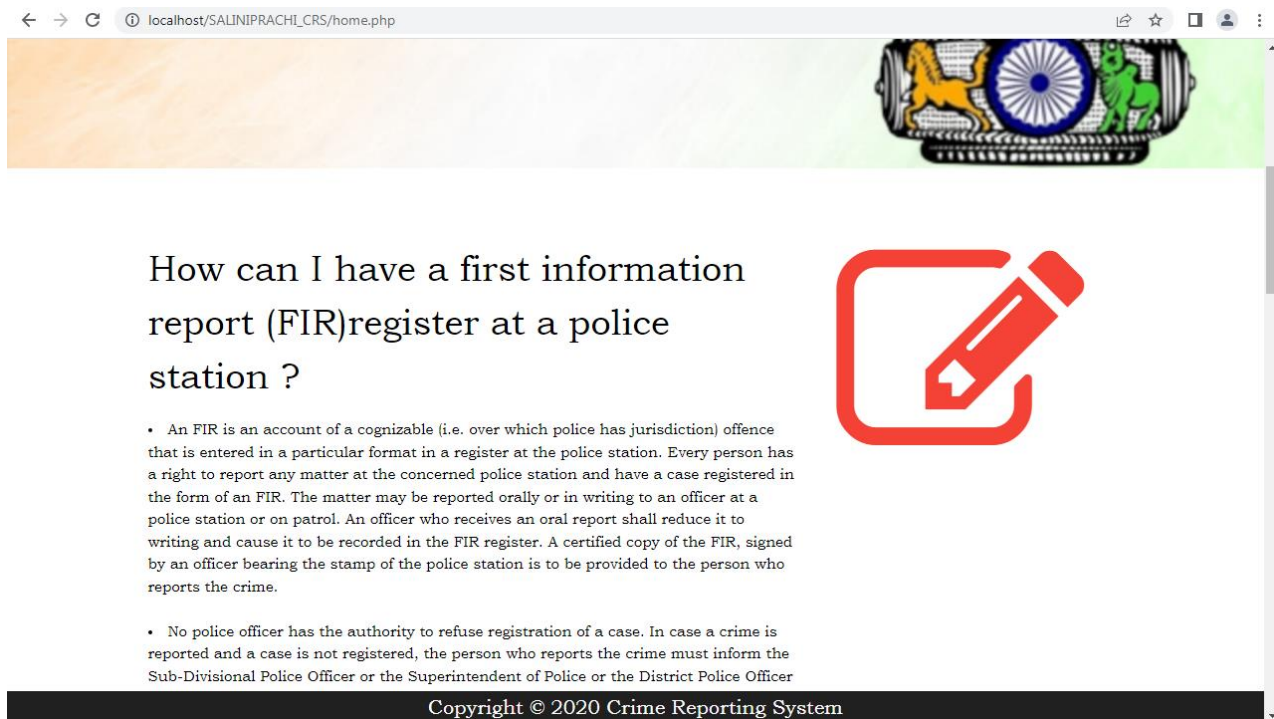 localhost/SALINIPRACHI_CRS/home.php
How can I have a first information
report (FIR)register at a police
station ?
• An FIR is an account of a cognizable (i.e. over which police has jurisdiction) offence
that is entered in a particular format in a register at the police station. Every person has
a right to report any matter at the concerned police station and have a case registered in
the form of an FIR. The matter may be reported orally or in writing to an officer at a
police station or on patrol. An officer who receives an oral report shall reduce it to
writing and cause it to be recorded in the FIR register. A certified copy of the FIR, signed
by an officer bearing the stamp of the police station is to be provided to the person who
reports the crime.
• No police officer has the authority to refuse registration of a case. In case a crime is
reported and a case is not registered, the person who reports the crime must inform the
Sub-Divisional Police Officer or the Superintendent of Police or the District Police Officer
Copyright © 2020 Crime Reporting System